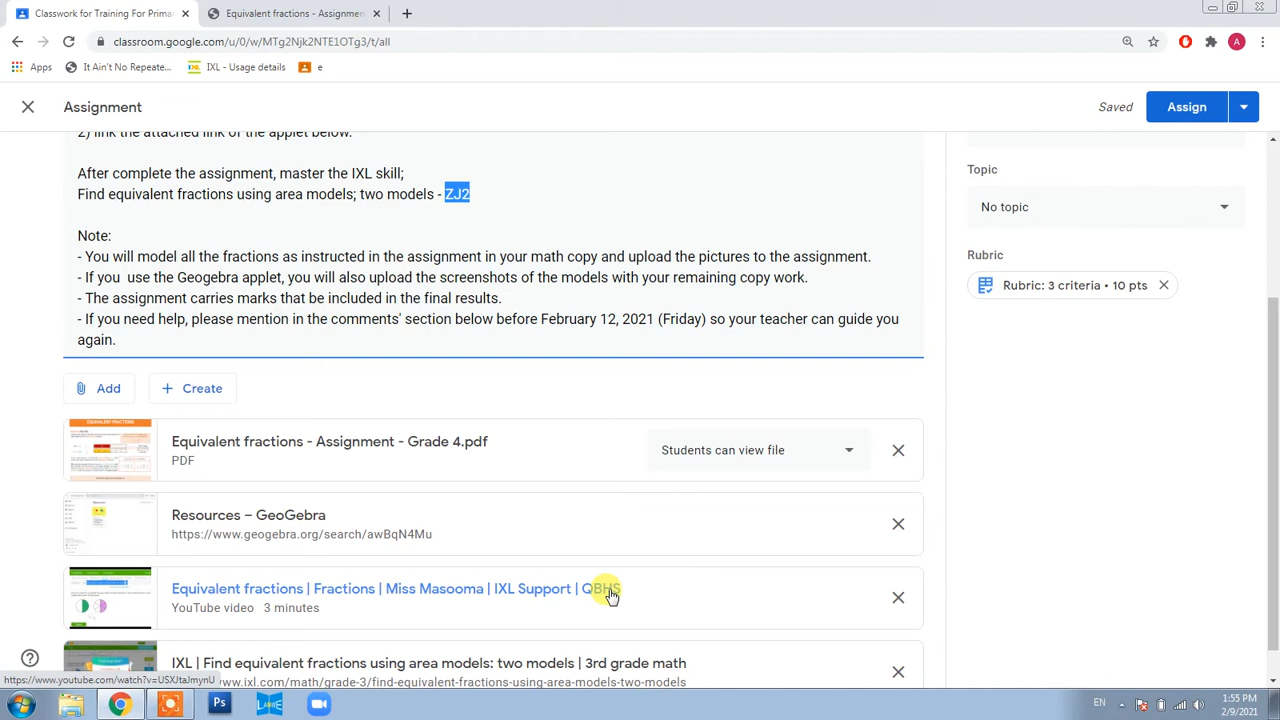 Classwork for Training For Prima
Equivalent fractions - Assignmen
classroom.google.com/u/0/w/MTg2Njk2NTE1OTg3/t/all
A
Apps
It Ain't No Repeate...
IXL - Usage details
e
Assignment
Saved
Assign
2) link the attached link of the applet below.
After complete the assignment, master the IXL skill;
Find equivalent fractions using area models; two models - ZJ2
Note:
- You will model all the fractions as instructed in the assignment in your math copy and upload the pictures to the assignment.
- If you  use the Geogebra applet, you will also upload the screenshots of the models with your remaining copy work.
- The assignment carries marks that be included in the final results.
- If you need help, please mention in the comments' section below before February 12, 2021 (Friday) so your teacher can guide you
again.
Topic
No topic
Rubric
Rubric: 3 criteria • 10 pts
Add
Create
Equivalent fractions - Assignment - Grade 4.pdf
PDF
Students can view file
Resources – GeoGebra
https://www.geogebra.org/search/awBqN4Mu
Equivalent fractions | Fractions | Miss Masooma | IXL Support | QBHS
YouTube video 3 minutes
IXL | Find equivalent fractions using area models: two models | 3rd grade math
www.ixl.com/math/grade-3/find-equivalent-fractions-using-area-models-two-models
https://www.youtube.com/watch?v=USXJtaJmynU
Ps
EN
1:55 PM
2/9/2021